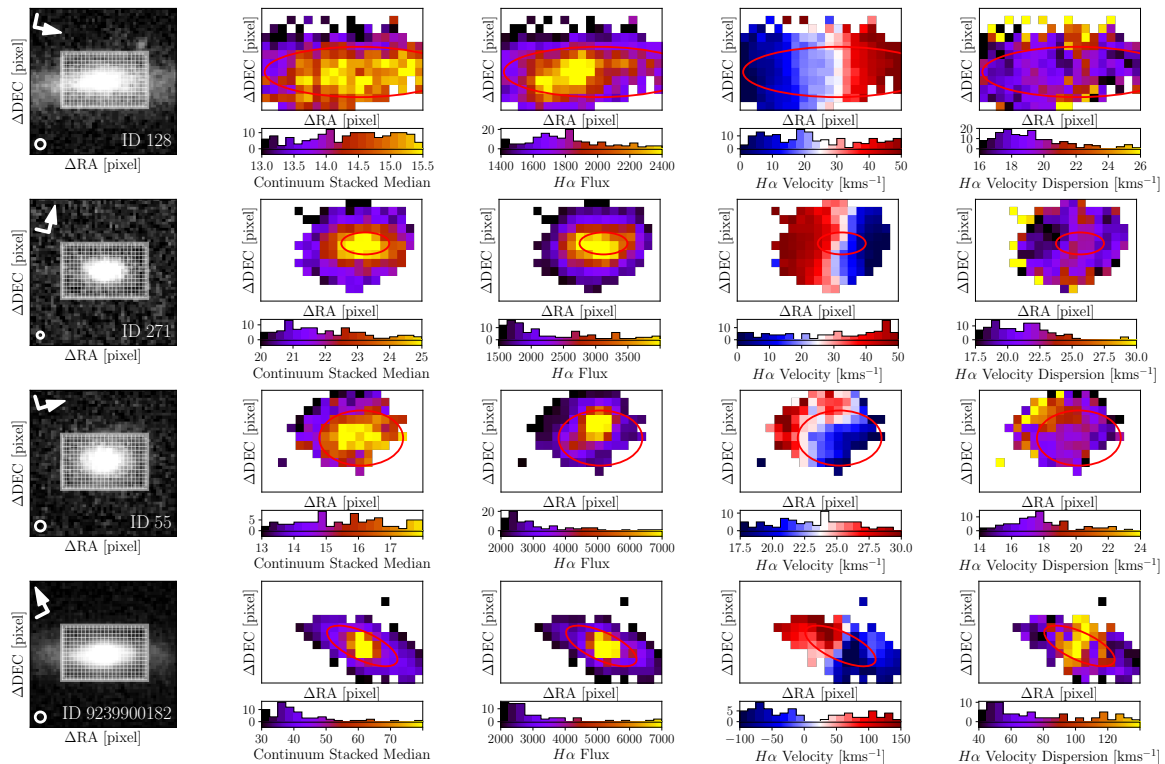 ΔDEC [pixel]
ID 128
ΔRA [pixel]
ΔDEC [pixel]
ΔRA [pixel]
10
0
13.0 13.5 14.0 14.5 15.0 15.5
Continuum Stacked Median
ΔDEC [pixel]
ΔRA [pixel]
20
0
1400 1600 1800 2000 2200 2400
Hα Flux
ΔDEC [pixel]
ΔRA [pixel]
10
0
0 10 20 30 40 50
Hα Velocity [kms⁻¹]
ΔDEC [pixel]
ΔRA [pixel]
20
10
0
16 18 20 22 24 26
Hα Velocity Dispersion [kms⁻¹]
ΔDEC [pixel]
ID 271
ΔRA [pixel]
ΔDEC [pixel]
ΔRA [pixel]
10
0
20 21 22 23 24 25
Continuum Stacked Median
ΔDEC [pixel]
ΔRA [pixel]
10
0
1500 2000 2500 3000 3500
Hα Flux
ΔDEC [pixel]
ΔRA [pixel]
10
0
0 10 20 30 40 50
Hα Velocity [kms⁻¹]
ΔDEC [pixel]
ΔRA [pixel]
10
0
17.5 20.0 22.5 25.0 27.5 30.0
Hα Velocity Dispersion [kms⁻¹]
ΔDEC [pixel]
ID 55
ΔRA [pixel]
ΔDEC [pixel]
ΔRA [pixel]
5
0
13 14 15 16 17
Continuum Stacked Median
ΔDEC [pixel]
ΔRA [pixel]
20
10
0
2000 3000 4000 5000 6000 7000
Hα Flux
ΔDEC [pixel]
ΔRA [pixel]
10
0
17.5 20.0 22.5 25.0 27.5 30.0
Hα Velocity [kms⁻¹]
ΔDEC [pixel]
ΔRA [pixel]
10
0
14 16 18 20 22 24
Hα Velocity Dispersion [kms⁻¹]
ΔDEC [pixel]
ID 9239900182
ΔRA [pixel]
ΔDEC [pixel]
ΔRA [pixel]
10
0
30 40 50 60 70
Continuum Stacked Median
ΔDEC [pixel]
ΔRA [pixel]
10
0
2000 3000 4000 5000 6000 7000
Hα Flux
ΔDEC [pixel]
ΔRA [pixel]
5
0
−100 −50 0 50 100 150
Hα Velocity [kms⁻¹]
ΔDEC [pixel]
ΔRA [pixel]
10
0
40 60 80 100 120
Hα Velocity Dispersion [kms⁻¹]